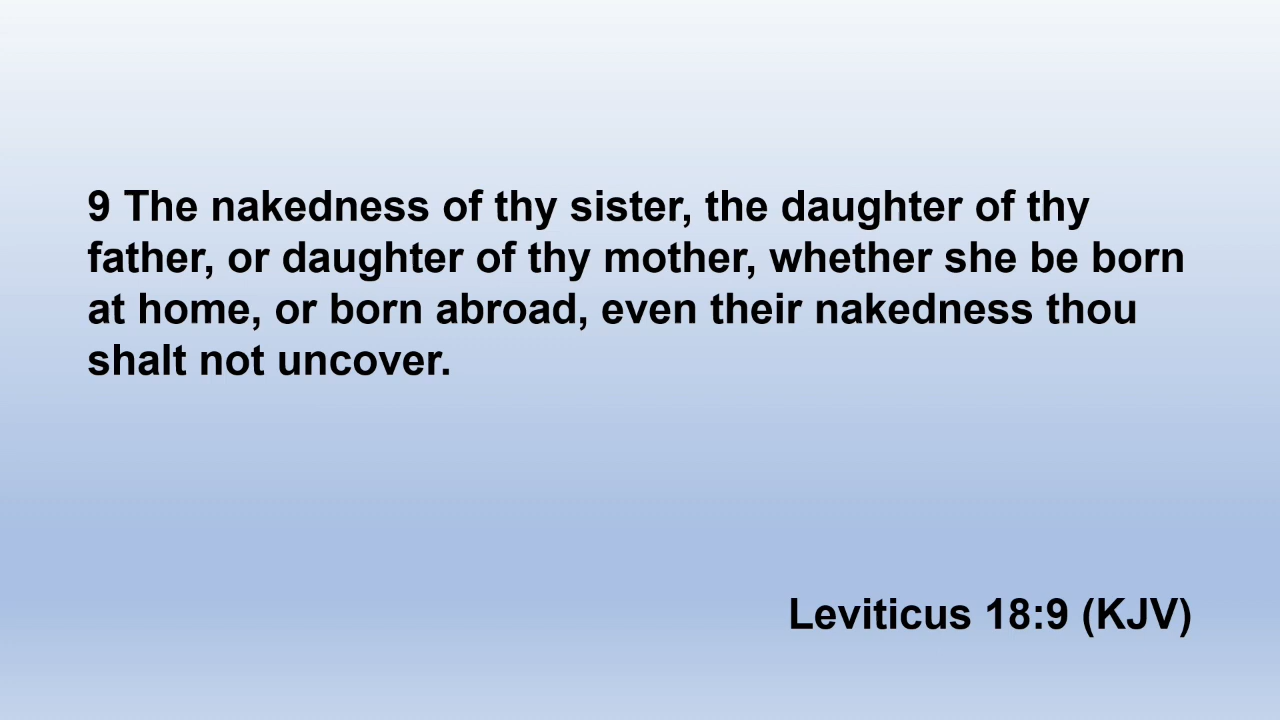 9 The nakedness of thy sister, the daughter of thy
father, or daughter of thy mother, whether she be born
at home, or born abroad, even their nakedness thou
shalt not uncover.
Leviticus 18:9 (KJV)